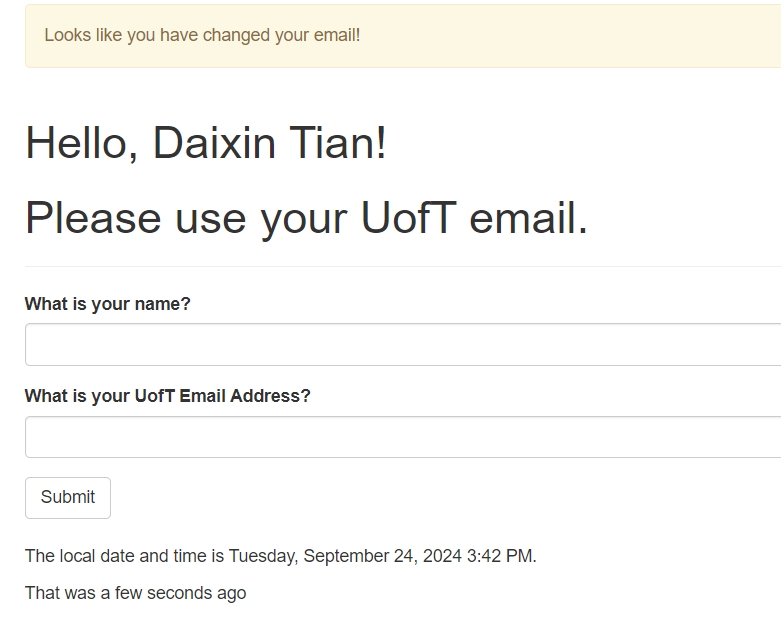 Looks like you have changed your email!
Hello, Daixin Tian!
Please use your UofT email.
What is your name?
What is your UofT Email Address?
Submit
The local date and time is Tuesday, September 24, 2024 3:42 PM.
That was a few seconds ago